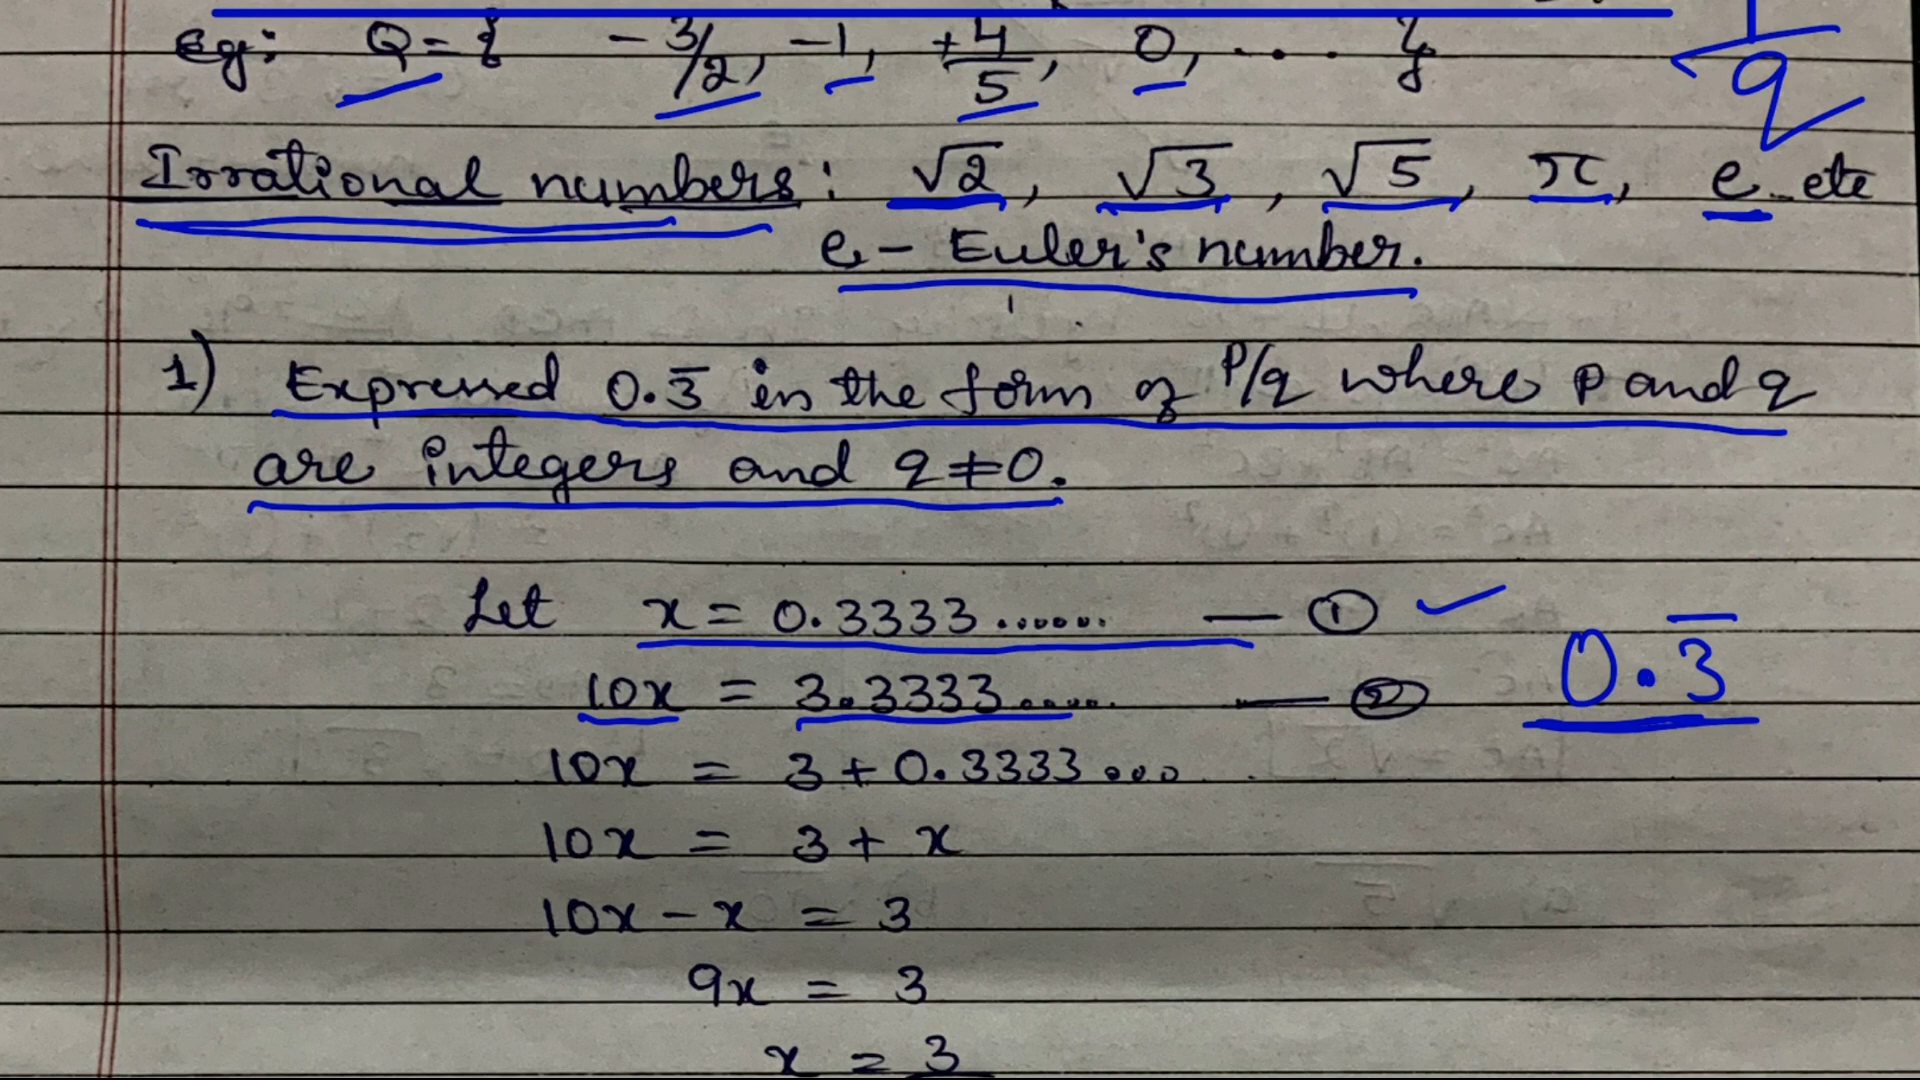 eg: Q = { -3/2, -1, +4/5, 0, .... }
q
Irrational numbers: √2, √3, √5, π, e etc
e - Euler's number.
1) Expressed 0.3̅ in the form of P/q where p and q
are integers and q ≠ 0.
Let x = 0.3333...... — ①
10x = 3.3333..... — ②
0.3̅
10x = 3 + 0.3333...
10x = 3 + x
10x - x = 3
9x = 3
x = 3